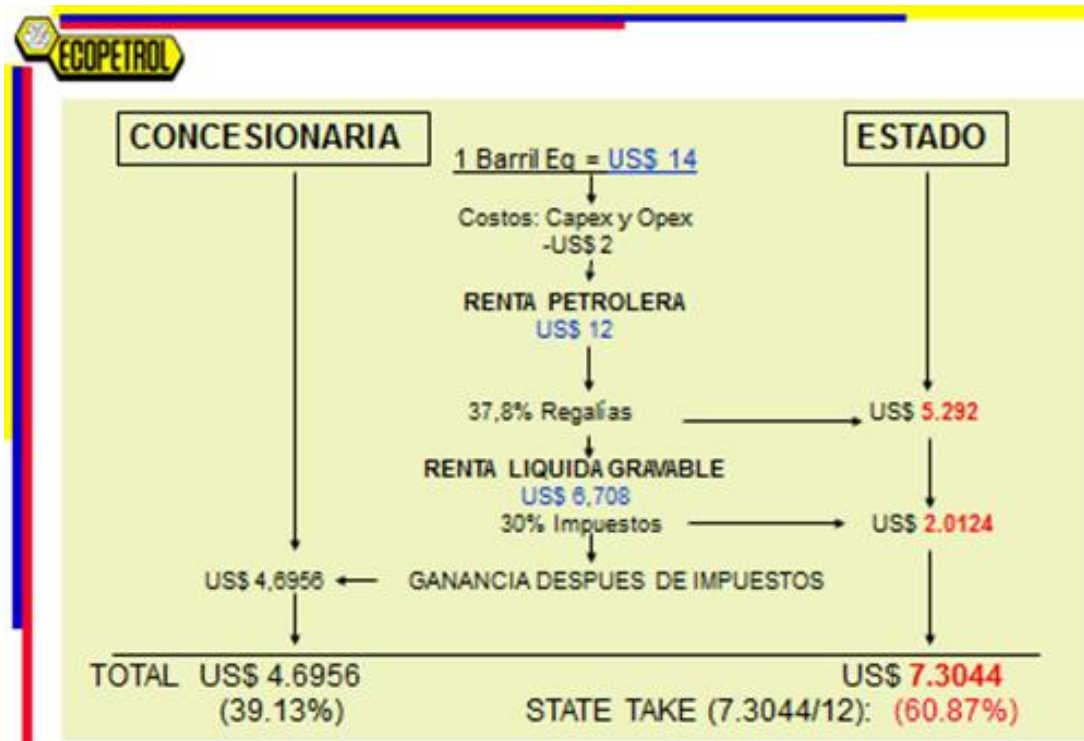 ECOPETROL
CONCESIONARIA
ESTADO
1 Barril Eq = US$ 14
Costos: Capex y Opex
-US$ 2
RENTA PETROLERA
US$ 12
37,8% Regalías
US$ 5.292
RENTA LIQUIDA GRAVABLE
US$ 6,708
30% Impuestos
US$ 2.0124
US$ 4,6956
GANANCIA DESPUES DE IMPUESTOS
TOTAL US$ 4.6956
US$ 7.3044
(39.13%)
STATE TAKE (7.3044/12): (60.87%)